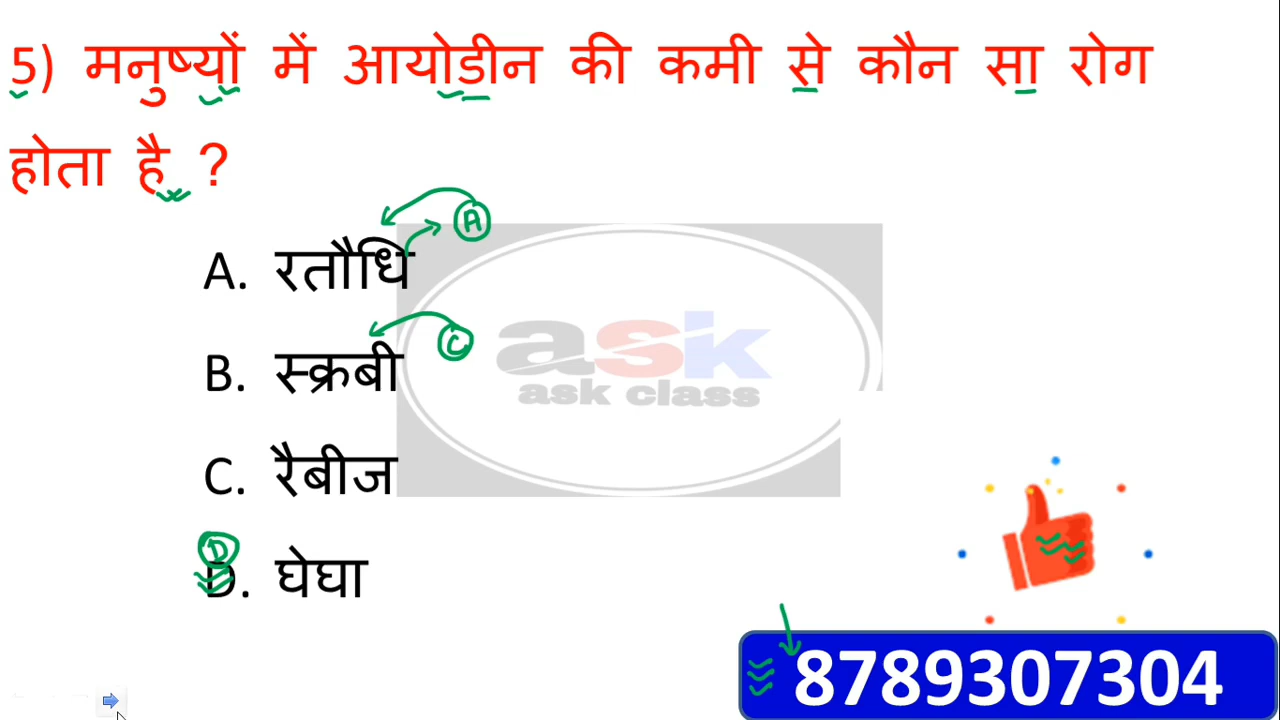 5) मनुष्यों में आयोडीन की कमी से कौन सा रोग
होता है ?
A
A. रतौधि
C
B. स्क्रबी
ask
ask class
C. रैबीज
D
D. घेघा
8789307304